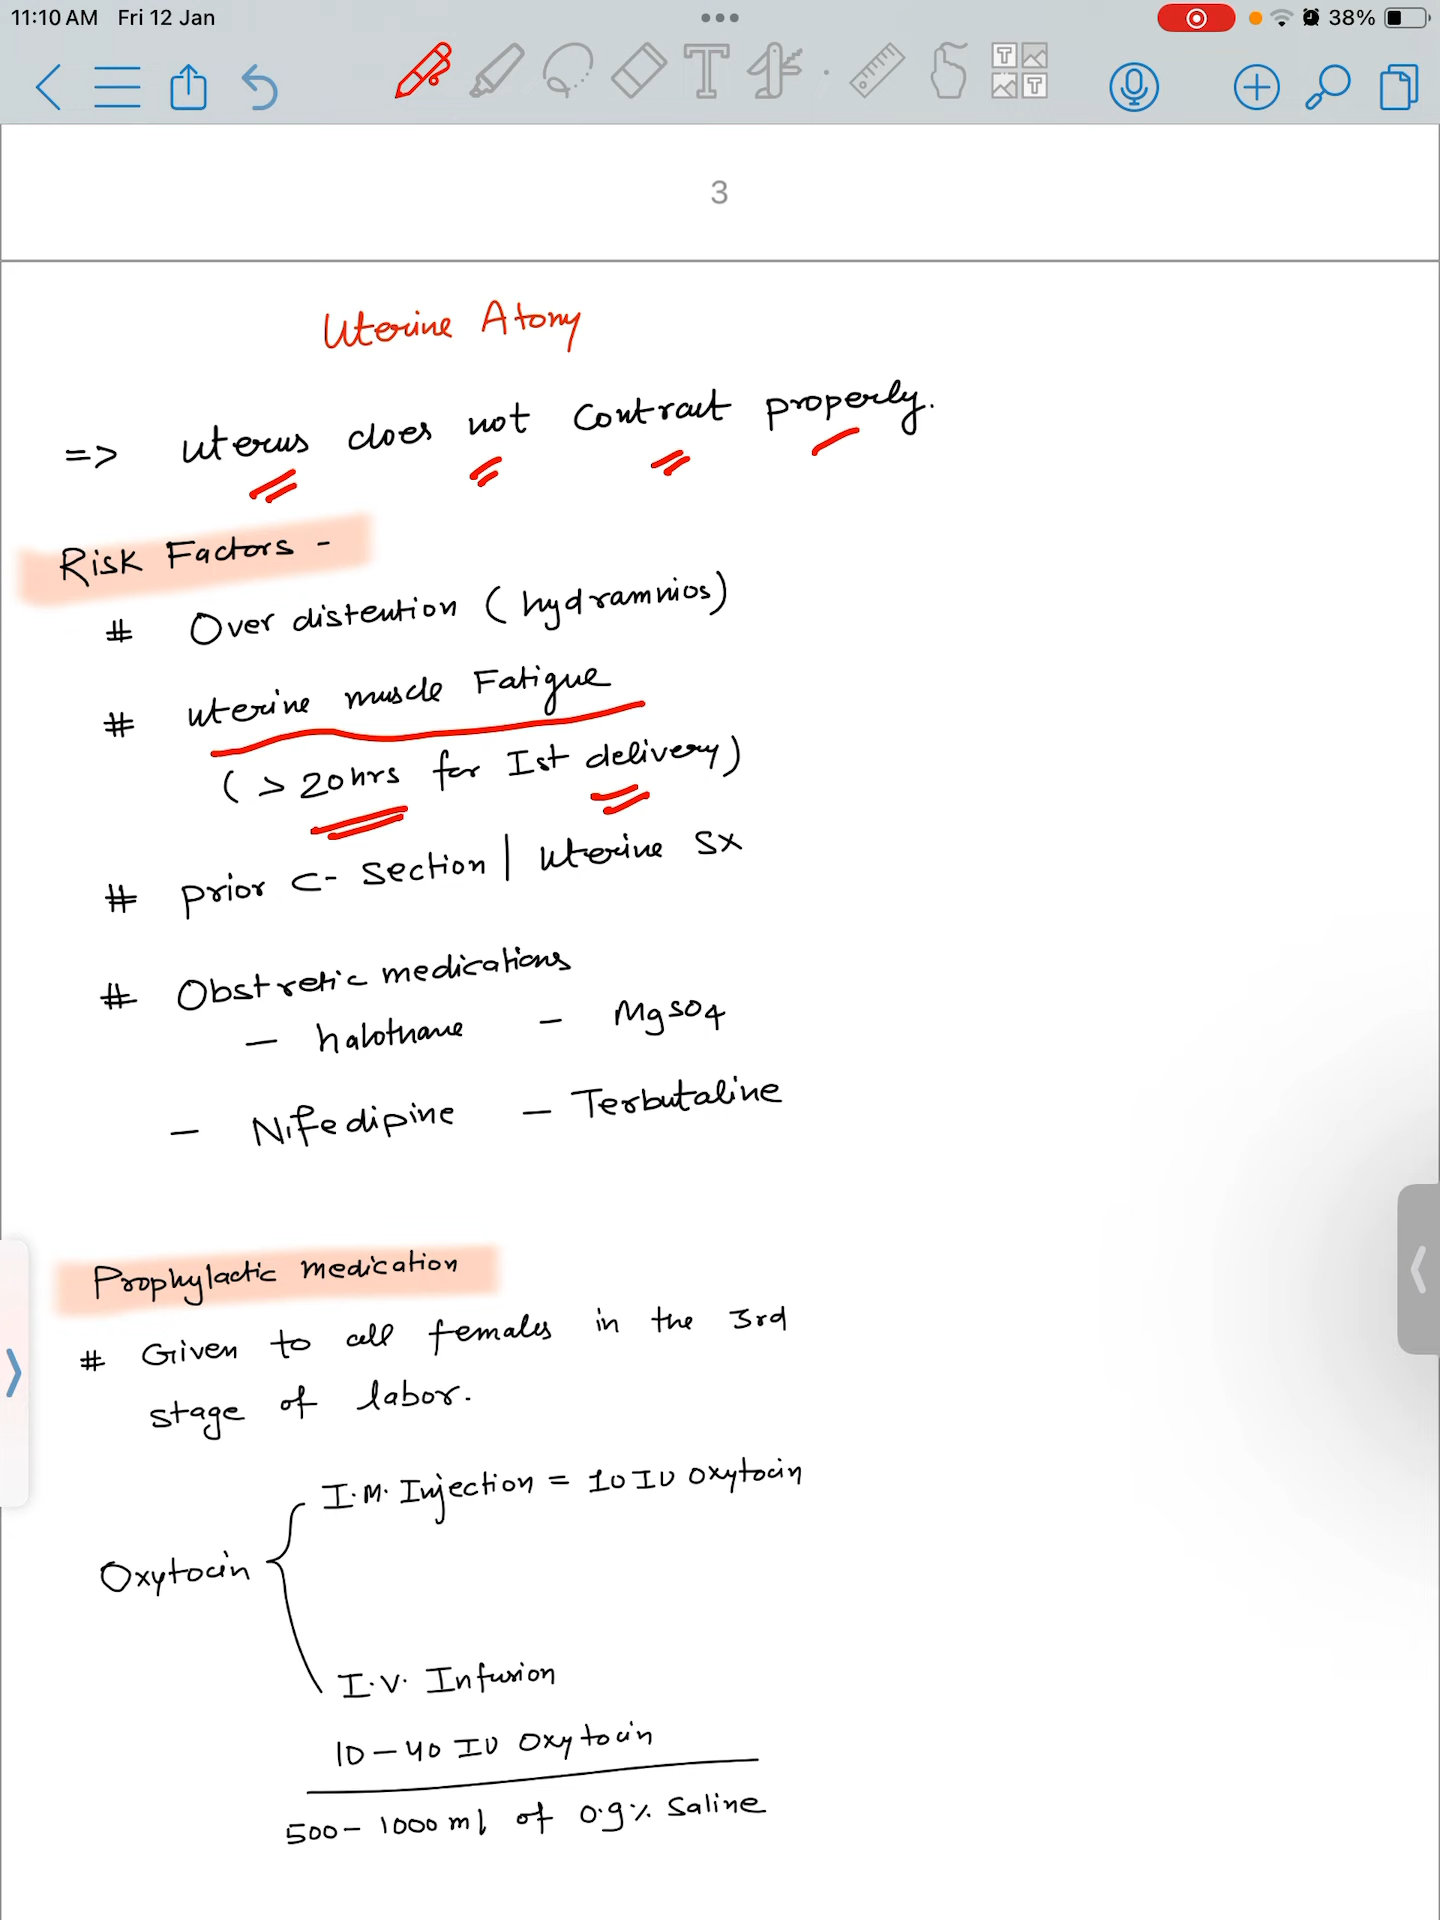 11:10 AM Fri 12 Jan
38%
3
Uterine Atony
=> uterus does not contract properly.
Risk Factors -
# Over distention (hydramnios)
# uterine muscle Fatigue
(> 20hrs for Ist delivery)
# prior C-section | uterine sx
# Obstretic medications
- halothane - MgSO4
- Nifedipine - Terbutaline
Prophylactic medication
# Given to all females in the 3rd
stage of labor.
I.M. Injection = 10 IU oxytocin
Oxytocin
I.V. Infusion
10-40 IU Oxytocin
500-1000 ml of 0.9% saline